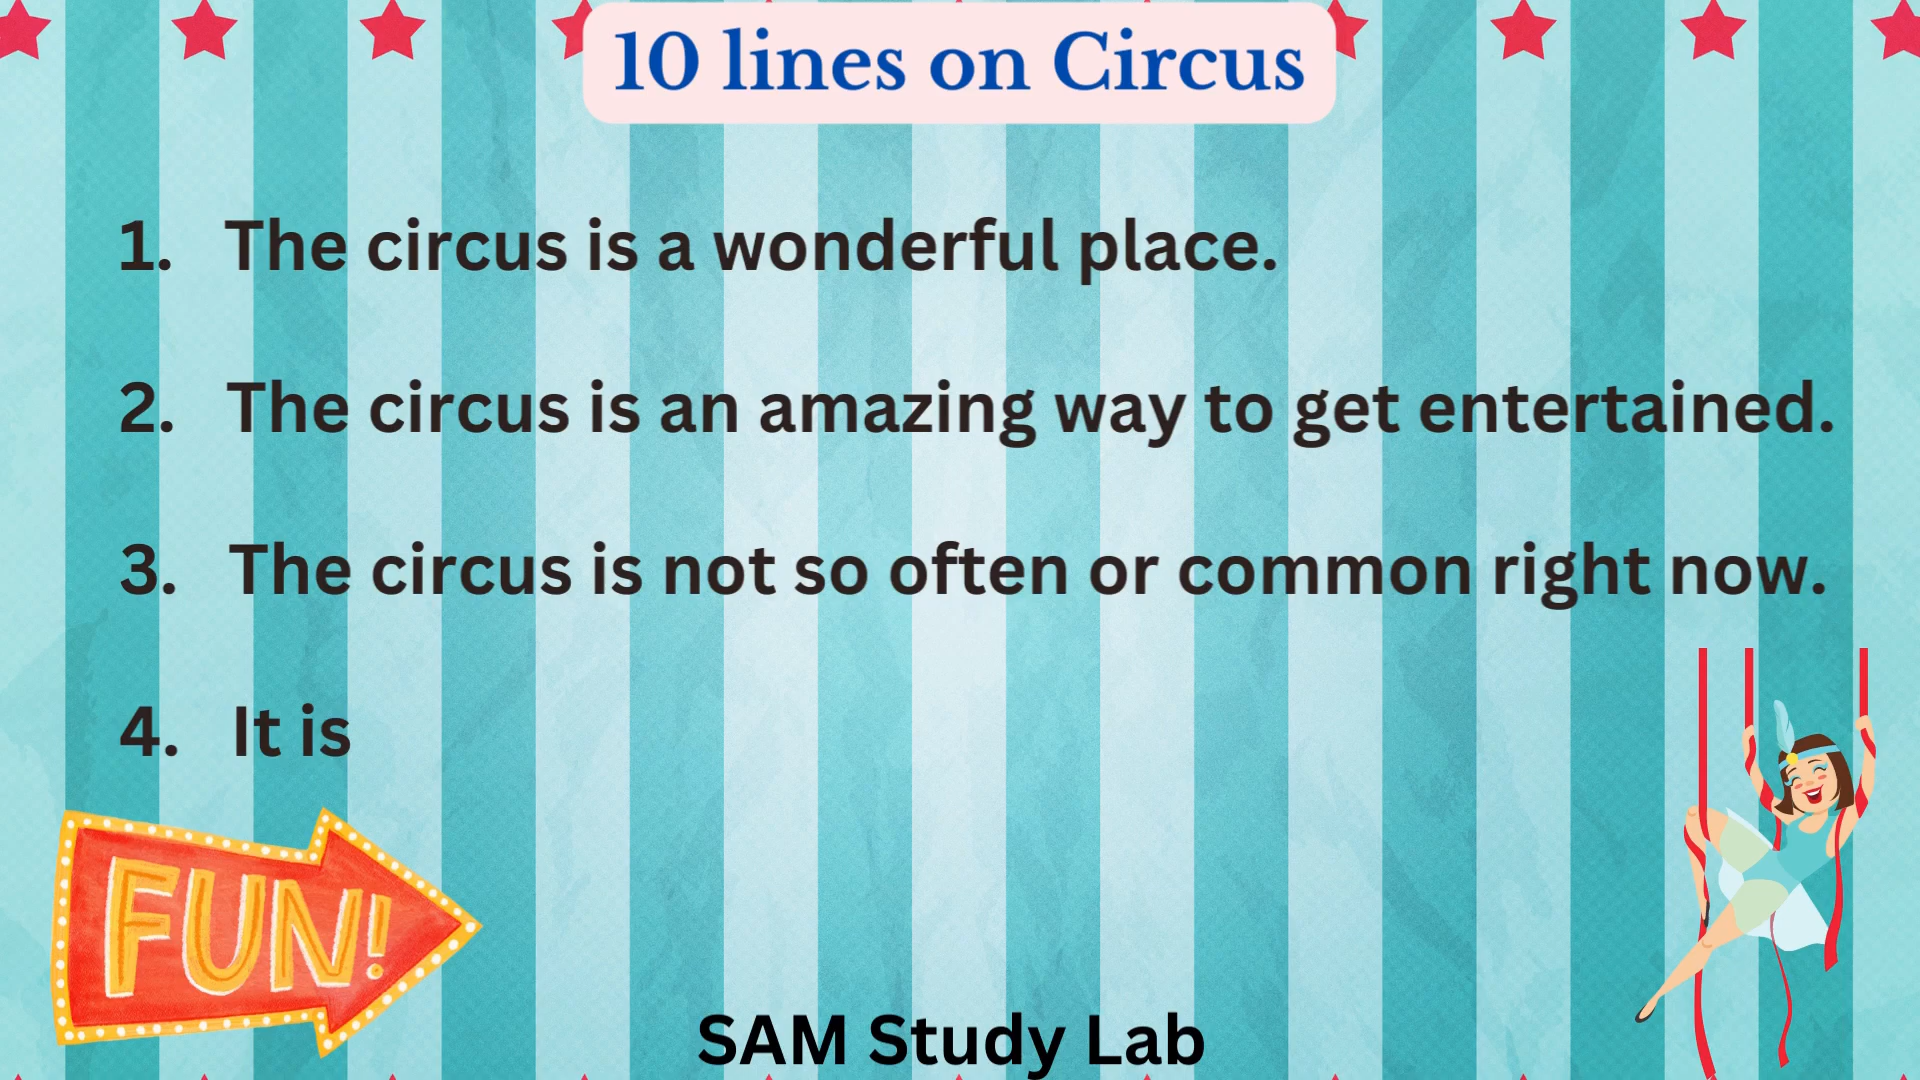 10 lines on Circus
1. The circus is a wonderful place.
2. The circus is an amazing way to get entertained.
3. The circus is not so often or common right now.
4. It is
FUN!
SAM Study Lab